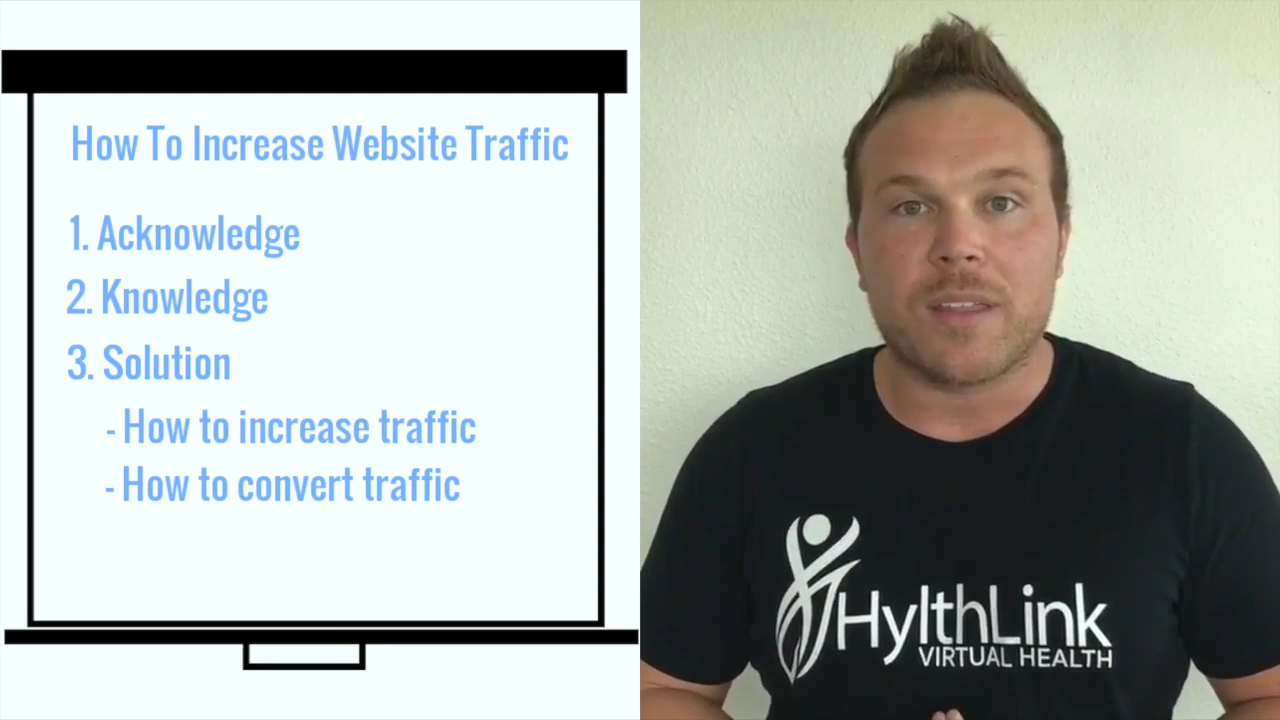 How To Increase Website Traffic
1. Acknowledge
2. Knowledge
3. Solution
- How to increase traffic
- How to convert traffic
HylthLink
VIRTUAL HEALTH